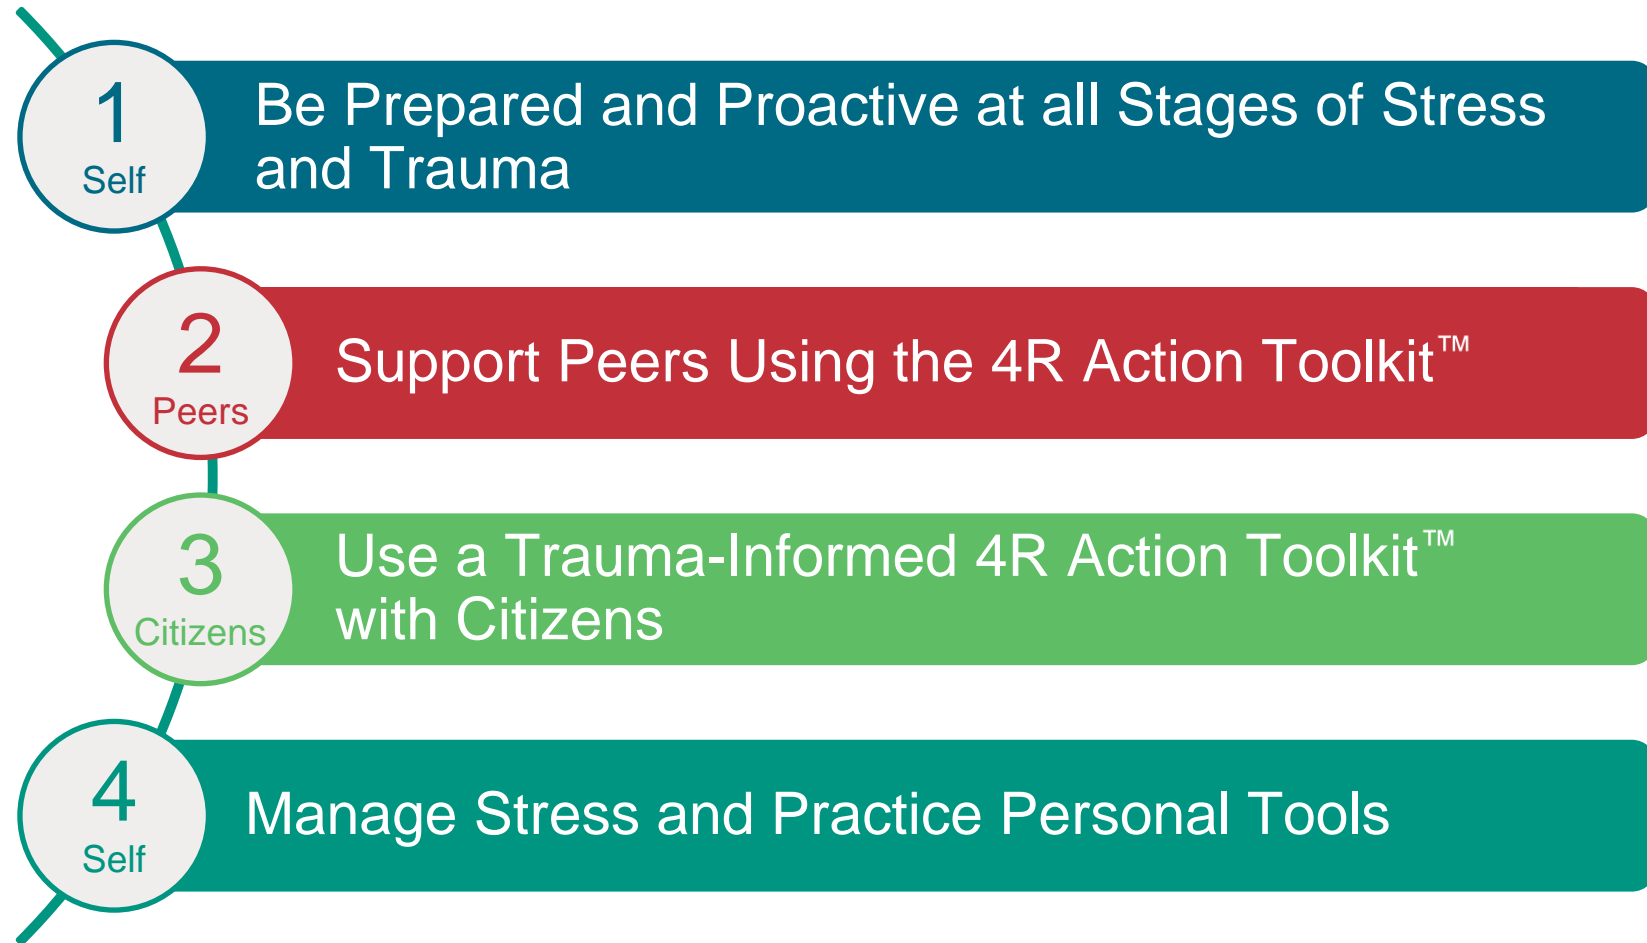 1
Self
Be Prepared and Proactive at all Stages of Stress
and Trauma
2
Peers
Support Peers Using the 4R Action Toolkit™
3
Citizens
Use a Trauma-Informed 4R Action Toolkit™
with Citizens
4
Self
Manage Stress and Practice Personal Tools